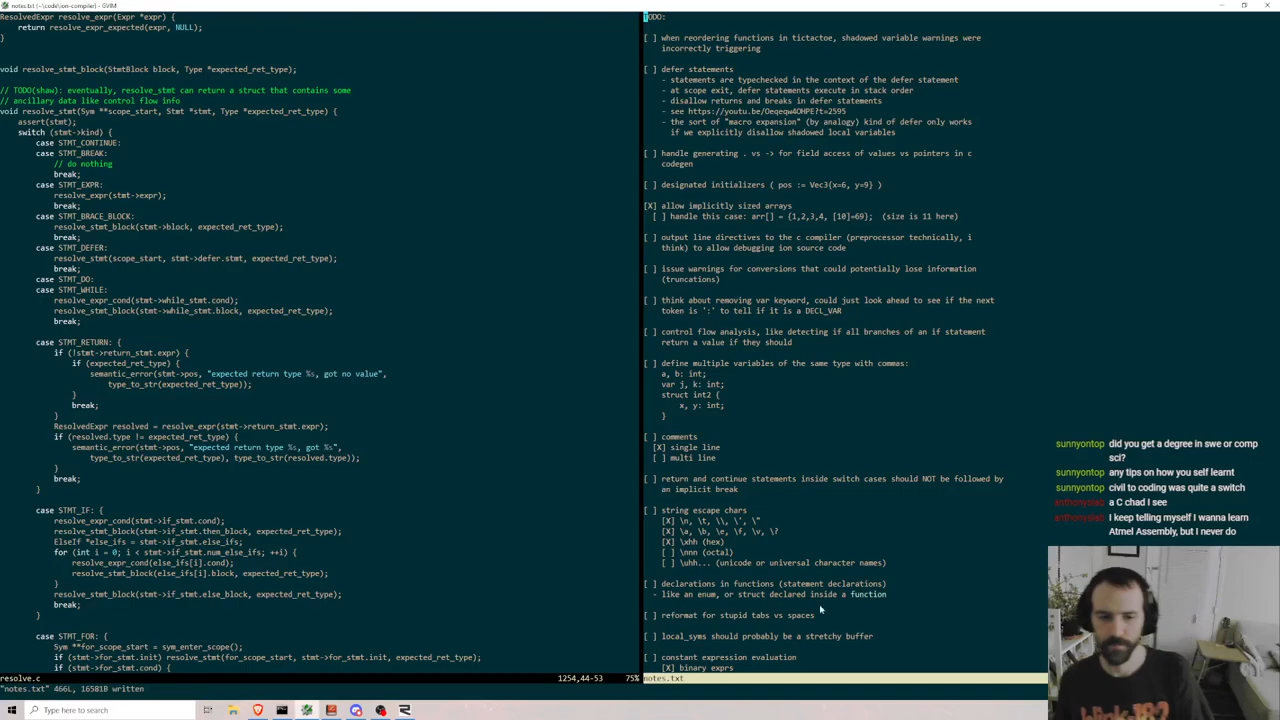 notes.txt (~\code\ion-compiler) - GVIM
ResolvedExpr resolve_expr(Expr *expr) {
    return resolve_expr_expected(expr, NULL);
}
void resolve_stmt_block(StmtBlock block, Type *expected_ret_type);
// TODO(shaw): eventually, resolve_stmt can return a struct that contains some
// ancillary data like control flow info
void resolve_stmt(Sym **scope_start, Stmt *stmt, Type *expected_ret_type) {
    assert(stmt);
    switch (stmt->kind) {
        case STMT_CONTINUE:
        case STMT_BREAK:
            // do nothing
            break;
        case STMT_EXPR:
            resolve_expr(stmt->expr);
            break;
        case STMT_BRACE_BLOCK:
            resolve_stmt_block(stmt->block, expected_ret_type);
            break;
        case STMT_DEFER:
            resolve_stmt(scope_start, stmt->defer.stmt, expected_ret_type);
            break;
        case STMT_DO:
        case STMT_WHILE:
            resolve_expr_cond(stmt->while_stmt.cond);
            resolve_stmt_block(stmt->while_stmt.block, expected_ret_type);
            break;
        case STMT_RETURN: {
            if (!stmt->return_stmt.expr) {
                if (expected_ret_type) {
                    semantic_error(stmt->pos, "expected return type %s, got no value",
                        type_to_str(expected_ret_type));
                }
                break;
            }
            ResolvedExpr resolved = resolve_expr(stmt->return_stmt.expr);
            if (resolved.type != expected_ret_type) {
                semantic_error(stmt->pos, "expected return type %s, got %s",
                    type_to_str(expected_ret_type), type_to_str(resolved.type));
            }
            break;
        }
        case STMT_IF: {
            resolve_expr_cond(stmt->if_stmt.cond);
            resolve_stmt_block(stmt->if_stmt.then_block, expected_ret_type);
            ElseIf *else_ifs = stmt->if_stmt.else_ifs;
            for (int i = 0; i < stmt->if_stmt.num_else_ifs; ++i) {
                resolve_expr_cond(else_ifs[i].cond);
                resolve_stmt_block(else_ifs[i].block, expected_ret_type);
            }
            resolve_stmt_block(stmt->if_stmt.else_block, expected_ret_type);
            break;
        }
        case STMT_FOR: {
            Sym **for_scope_start = sym_enter_scope();
            if (stmt->for_stmt.init) resolve_stmt(for_scope_start, stmt->for_stmt.init, expected_ret_type);
            if (stmt->for_stmt.cond) {
resolve.c 1254,44-53 75%
"notes.txt" 466L, 16581B written
TODO:
[ ] when reordering functions in tictactoe, shadowed variable warnings were
    incorrectly triggering
[ ] defer statements
    - statements are typechecked in the context of the defer statement
    - at scope exit, defer statements execute in stack order
    - disallow returns and breaks in defer statements
    - see https://youtu.be/Oeqeqw4OHPE?t=2595
    - the sort of "macro expansion" (by analogy) kind of defer only works
      if we explicitly disallow shadowed local variables
[ ] handle generating . vs -> for field access of values vs pointers in c
    codegen
[ ] designated initializers ( pos := Vec3{x=6, y=9} )
[X] allow implicitly sized arrays
  [ ] handle this case: arr[] = {1,2,3,4, [10]=69};  (size is 11 here)
[ ] output line directives to the c compiler (preprocessor technically, i
    think) to allow debugging ion source code
[ ] issue warnings for conversions that could potentially lose information
    (truncations)
[ ] think about removing var keyword, could just look ahead to see if the next
    token is ':' to tell if it is a DECL_VAR
[ ] control flow analysis, like detecting if all branches of an if statement
    return a value if they should
[ ] define multiple variables of the same type with commas:
    a, b: int;
    var j, k: int;
    struct int2 {
        x, y: int;
    }
[ ] comments
  [X] single line
  [ ] multi line
[ ] return and continue statements inside switch cases should NOT be followed by
    an implicit break
[ ] string escape chars
    [X] \n, \t, \\, \', \"
    [X] \a, \b, \e, \f, \v, \?
    [X] \xhh (hex)
    [ ] \nnn (octal)
    [ ] \uhh... (unicode or universal character names)
[ ] declarations in functions (statement declarations)
  - like an enum, or struct declared inside a function
[ ] reformat for stupid tabs vs spaces
[ ] local_syms should probably be a stretchy buffer
[ ] constant expression evaluation
    [X] binary exprs
notes.txt
sunnyontop did you get a degree in swe or comp
sci?
sunnyontop any tips on how you self learnt
sunnyontop civil to coding was quite a switch
a C chad I see
I keep telling myself I wanna learn
Atmel Assembly, but I never do
Type here to search